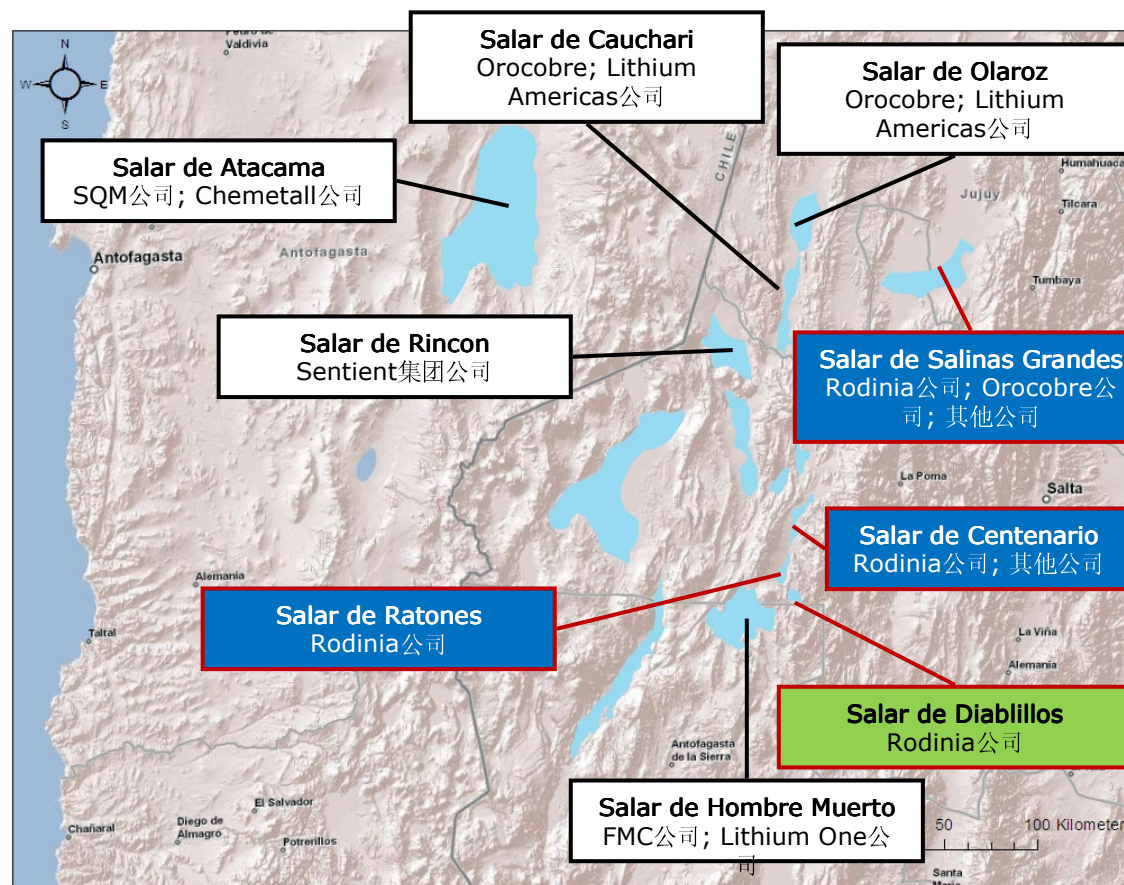 Pedro de
Valdivia
N
W
E
S
Salar de Cauchari
Orocobre; Lithium
Americas公司
Salar de Olaroz
Orocobre; Lithium
Americas公司
CHILE
Humahuaca
Jujuy
Tilcara
Salar de Atacama
SQM公司; Chemetall公司
Antofagasta
Antofagasta
Tumbaya
Salar de Rincon
Sentient集团公司
Salar de Salinas Grandes
Rodinia公司; Orocobre公
司; 其他公司
La Poma
Salta
Salar de Centenario
Rodinia公司; 其他公司
Alemania
Salar de Ratones
Rodinia公司
Taltal
La Viña
Alemania
Salar de Diablillos
Rodinia公司
Antofagasta
de la Sierra
Salar de Hombre Muerto
FMC公司; Lithium One公
司
El Salvador
Diego de
Almagro
Chañaral
Potrerillos
50
100 Kilometer
Santa